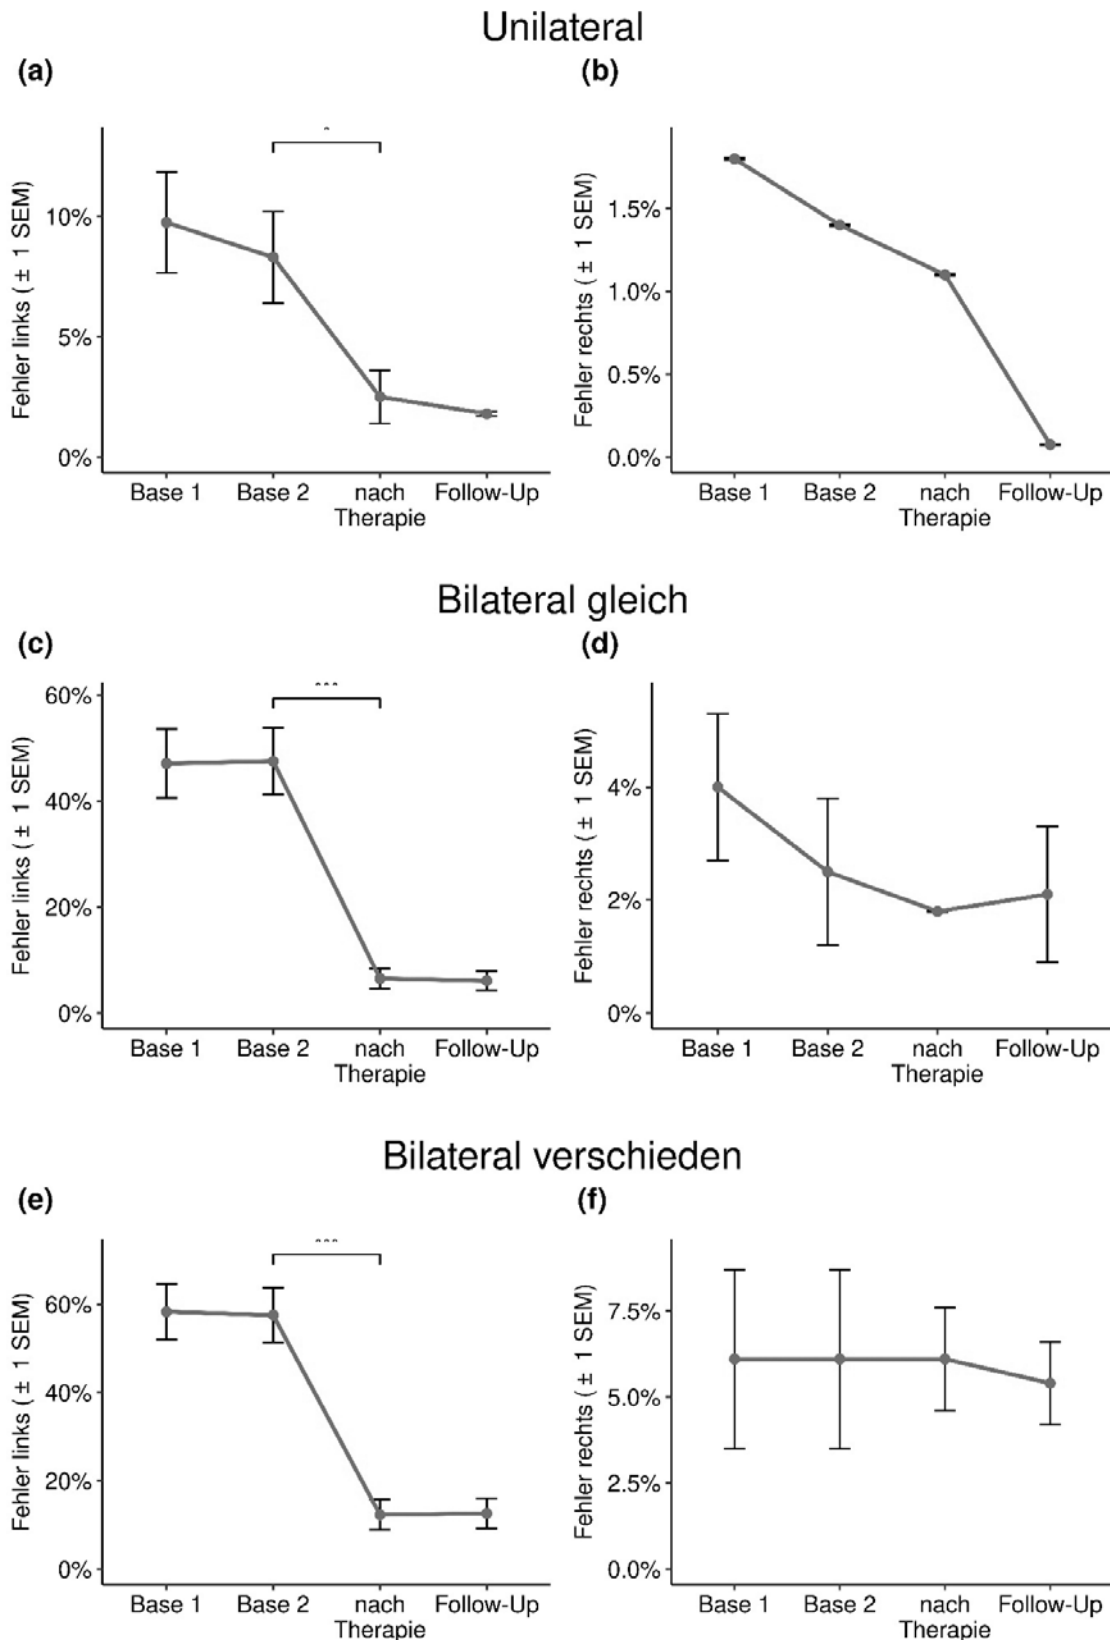 Unilateral
(a)
Fehler links (± 1 SEM)
10%
5%
0%
Base 1 Base 2 nach Therapie Follow-Up
(b)
Fehler rechts (± 1 SEM)
1.5%
1.0%
0.5%
0.0%
Base 1 Base 2 nach Therapie Follow-Up
Bilateral gleich
(c)
Fehler links (± 1 SEM)
60%
40%
20%
0%
Base 1 Base 2 nach Therapie Follow-Up
(d)
Fehler rechts (± 1 SEM)
4%
2%
0%
Base 1 Base 2 nach Therapie Follow-Up
Bilateral verschieden
(e)
Fehler links (± 1 SEM)
60%
40%
20%
0%
Base 1 Base 2 nach Therapie Follow-Up
(f)
Fehler rechts (± 1 SEM)
7.5%
5.0%
2.5%
0.0%
Base 1 Base 2 nach Therapie Follow-Up